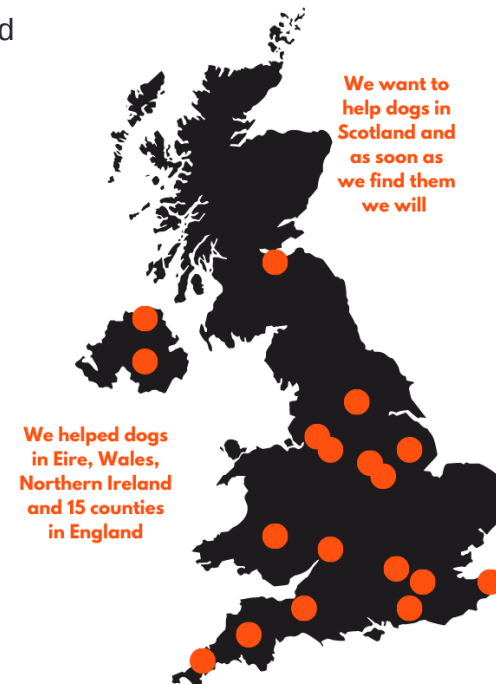 d
We want to
help dogs in
Scotland and
as soon as
we find them
we will
We helped dogs
in Eire, Wales,
Northern Ireland
and 15 counties
in England